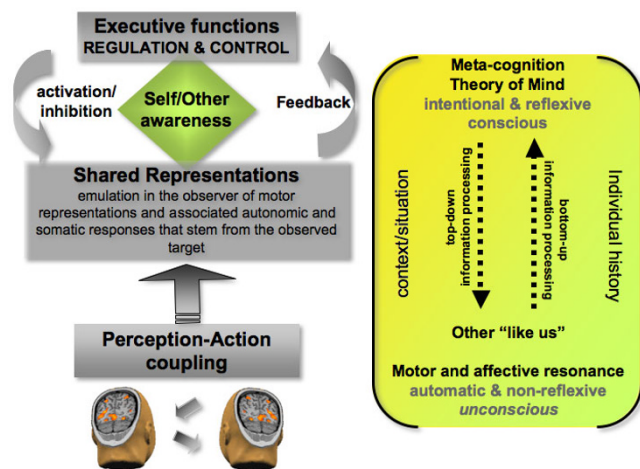 Executive functions
REGULATION & CONTROL
activation/
inhibition
Self/Other
awareness
Feedback
Shared Representations
emulation in the observer of motor
representations and associated autonomic and
somatic responses that stem from the observed
target
Perception-Action
coupling
Meta-cognition
Theory of Mind
intentional & reflexive
conscious
context/situation
top-down
information processing
bottom-up
information processing
Individual history
Other “like us”
Motor and affective resonance
automatic & non-reflexive
unconscious